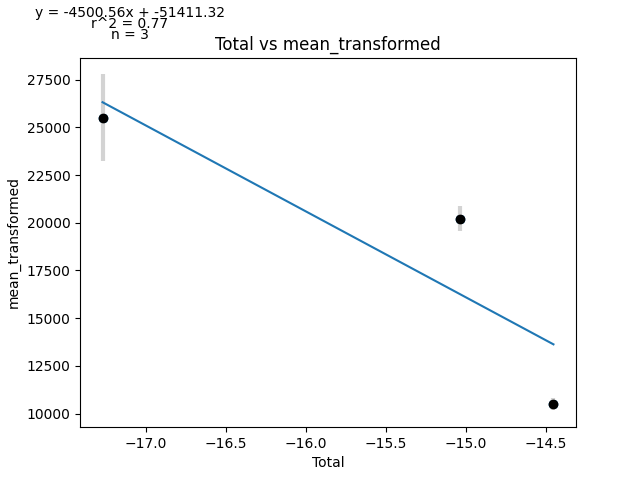 y = -4500.56x + -51411.32
r^2 = 0.77
n = 3
Total vs mean_transformed
27500
25000
22500
20000
17500
15000
12500
10000
mean_transformed
−17.0 −16.5 −16.0 −15.5 −15.0 −14.5
Total